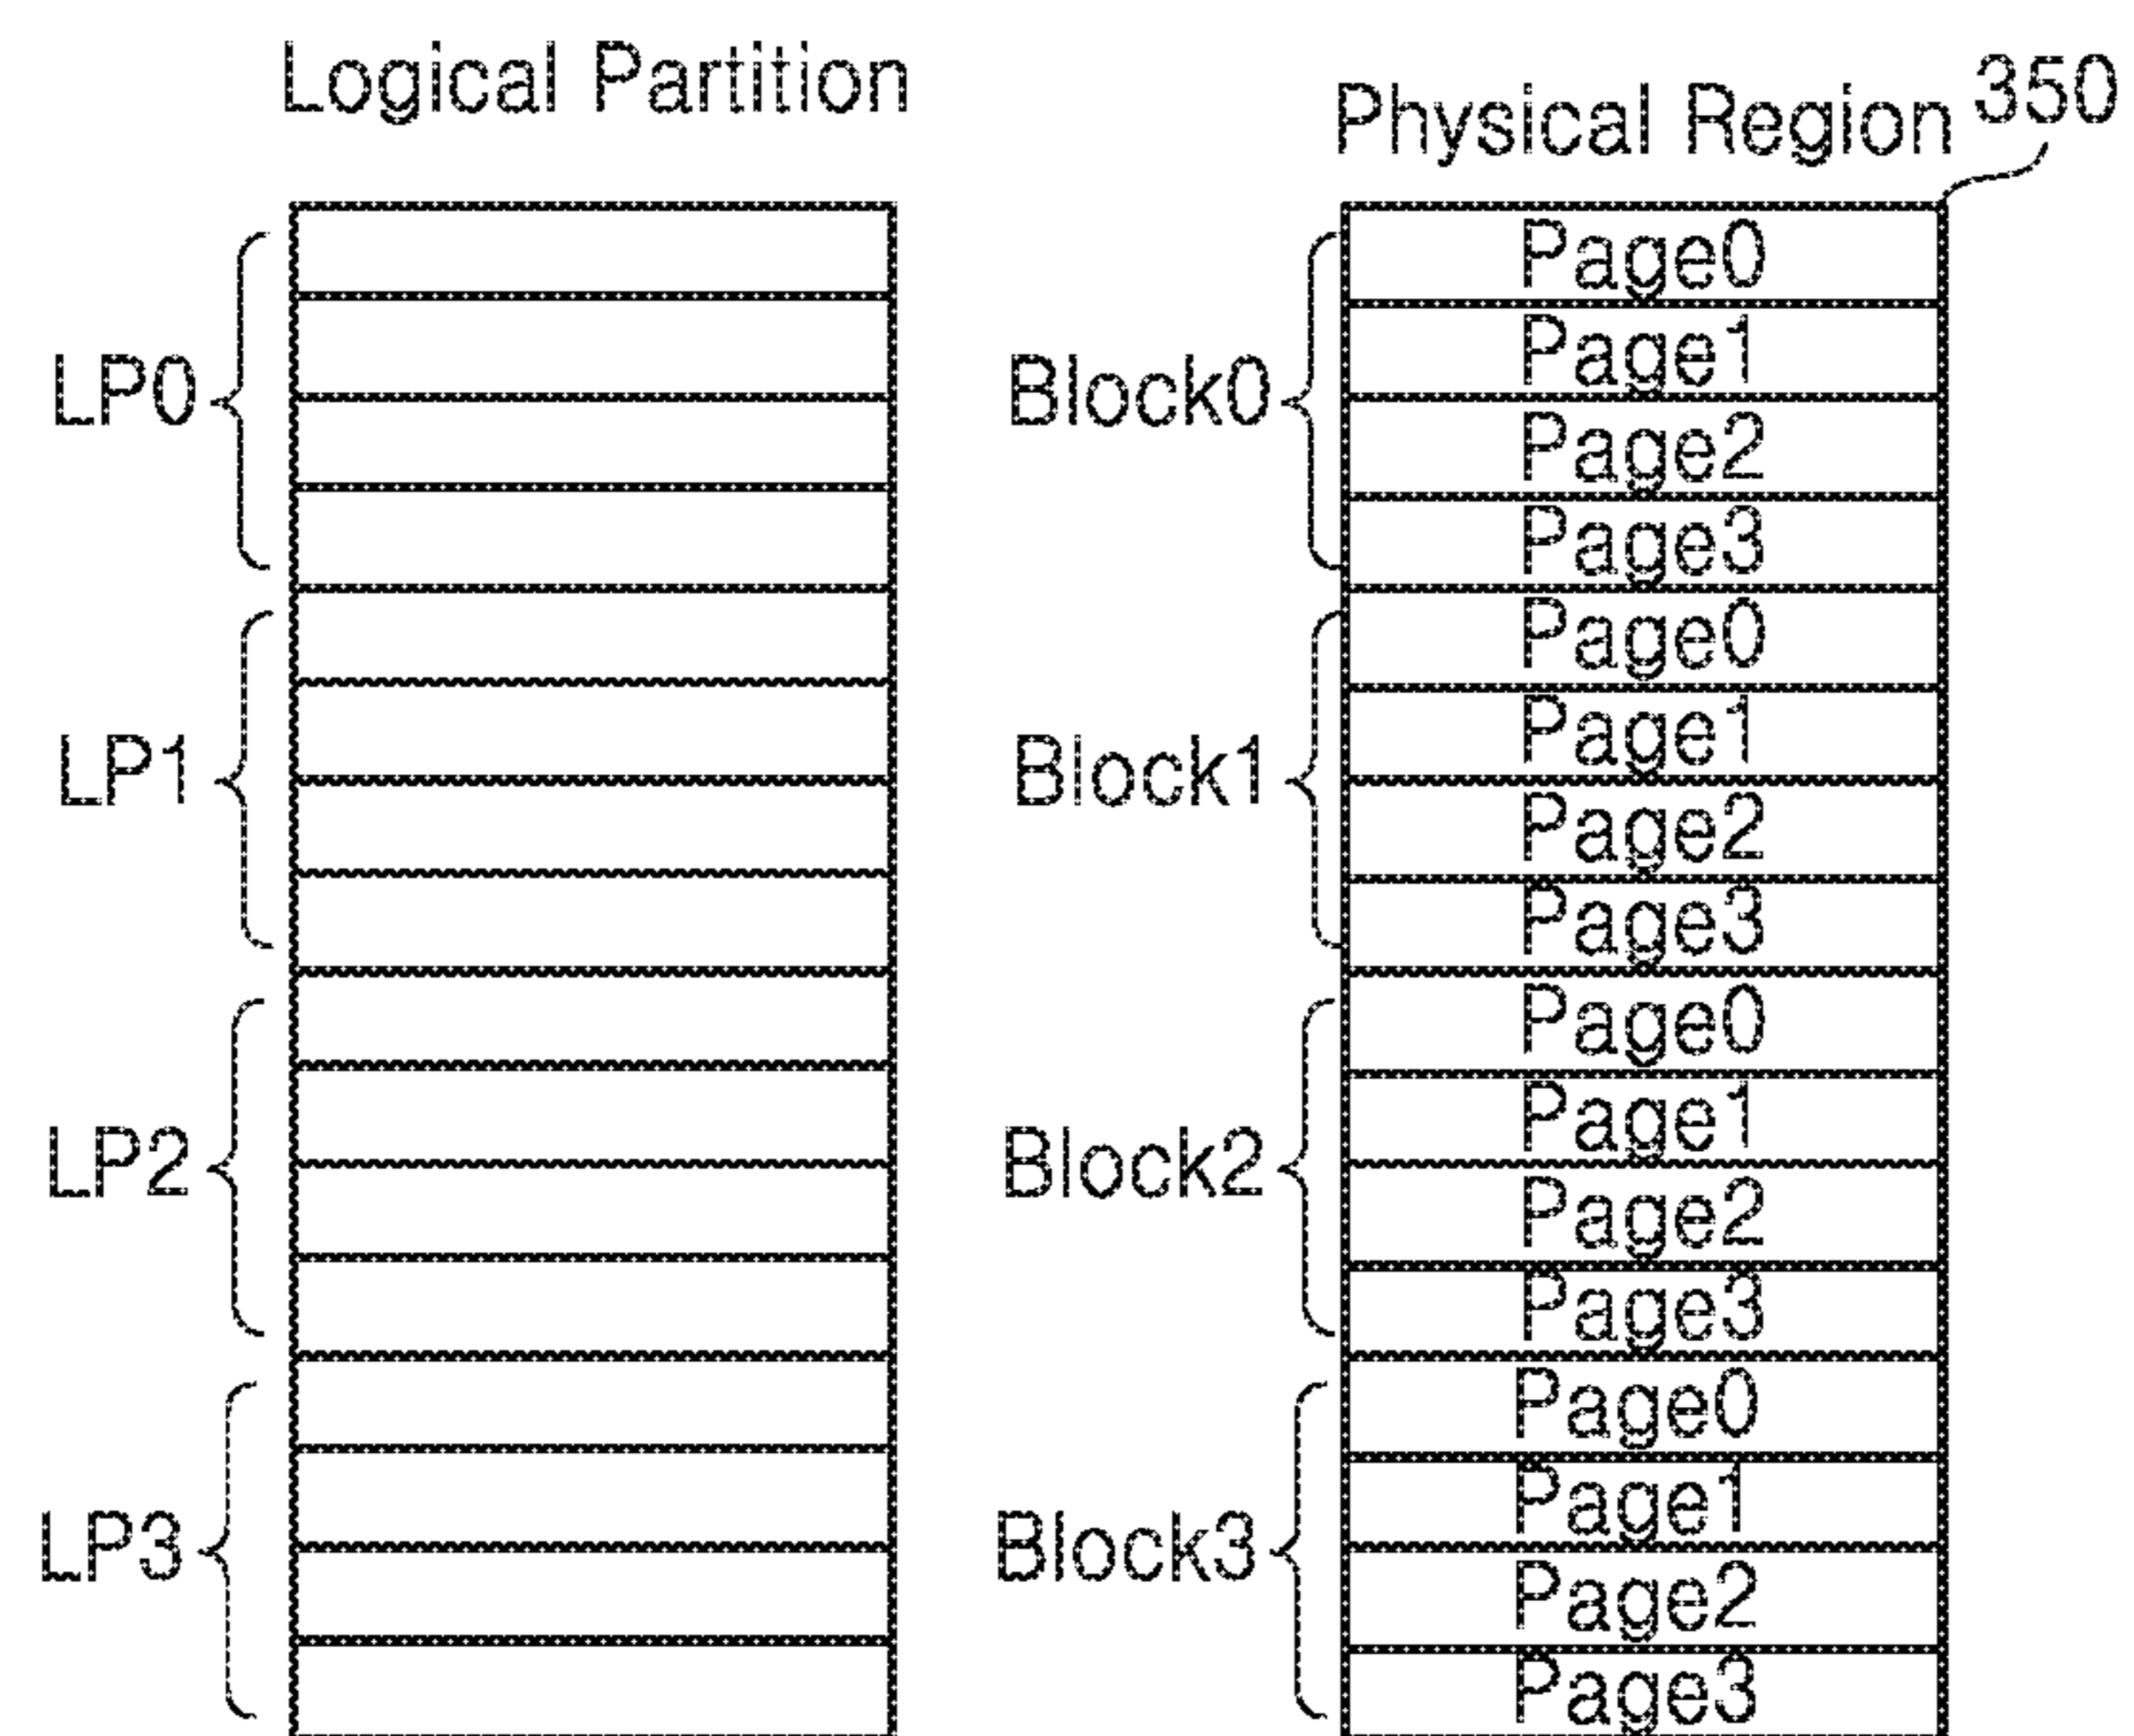 Logical Partition
LP0
LP1
LP2
LP3
Physical Region 350
Block0
Page0
Page1
Page2
Page3
Block1
Page0
Page1
Page2
Page3
Block2
Page0
Page1
Page2
Page3
Block3
Page0
Page1
Page2
Page3